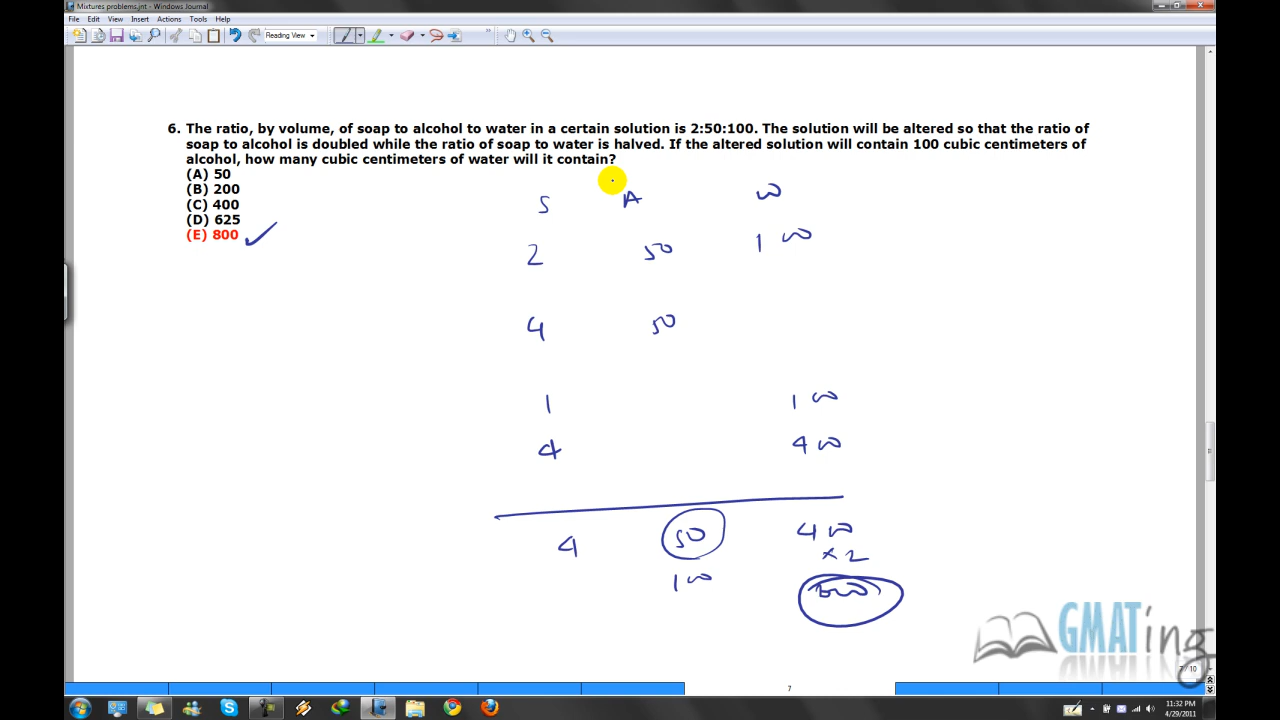 Mixtures problems.jnt - Windows Journal
File Edit View Insert Actions Tools Help
Reading View
6. The ratio, by volume, of soap to alcohol to water in a certain solution is 2:50:100. The solution will be altered so that the ratio of
soap to alcohol is doubled while the ratio of soap to water is halved. If the altered solution will contain 100 cubic centimeters of
alcohol, how many cubic centimeters of water will it contain?
(A) 50
(B) 200
(C) 400
(D) 625
(E) 800
S A W
2 50 100
4 50
1 100
4 400
4 50 400
x 2
100
800
GMATing
7 / 10
7
11:32 PM
4/29/2011